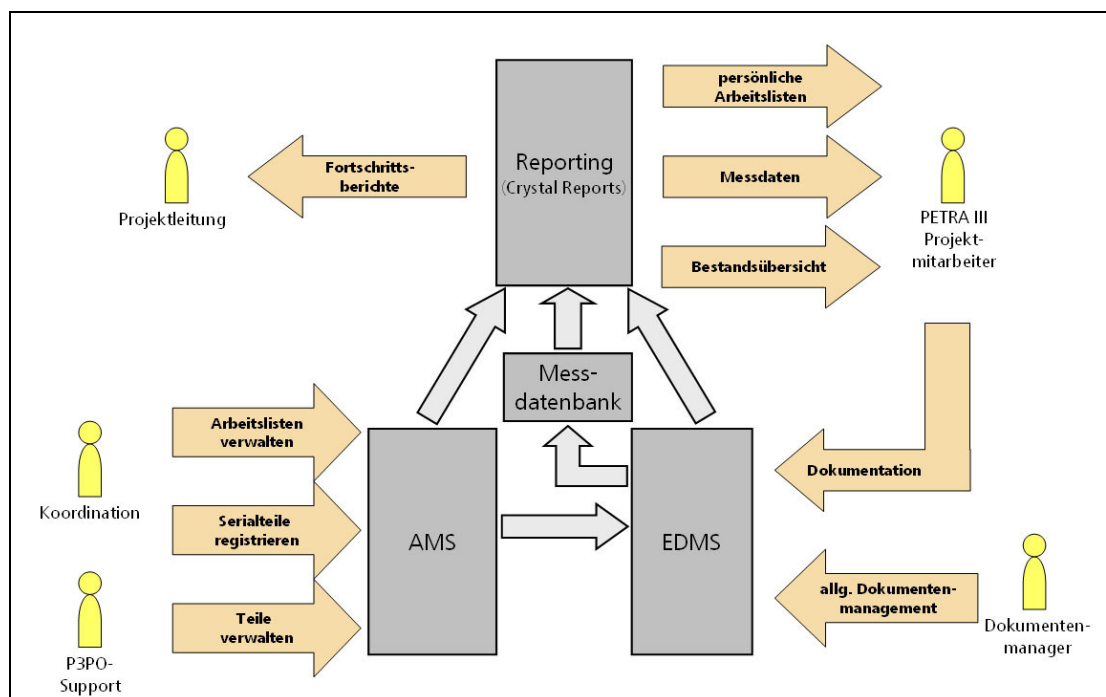 persönliche
Arbeitslisten
Reporting
(Crystal Reports)
Fortschritts-
berichte
Messdaten
Projektleitung
PETRA III
Projekt-
mitarbeiter
Bestandsübersicht
Mess-
datenbank
Arbeitslisten
verwalten
Koordination
Dokumentation
Serialteile
registrieren
AMS
EDMS
allg. Dokumenten-
management
Teile
verwalten
P3PO-
Support
Dokumenten-
manager